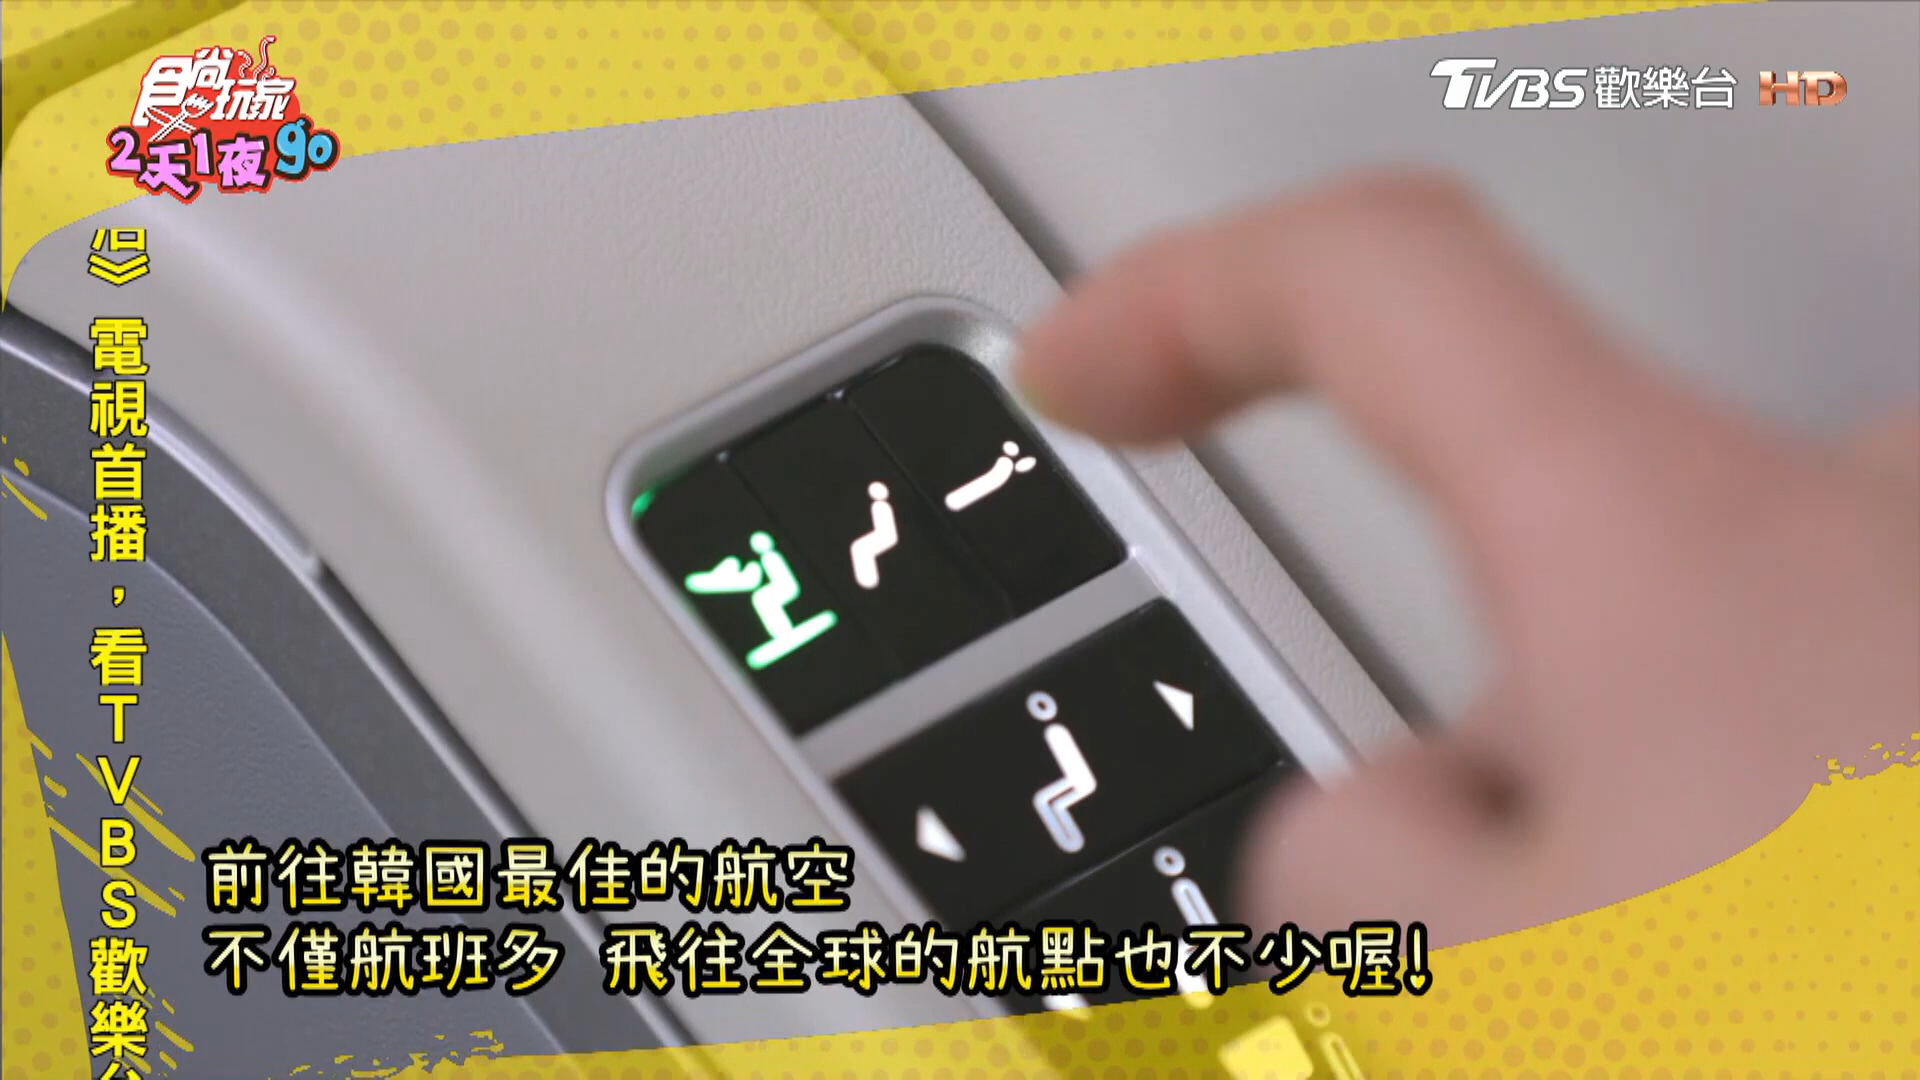 食尚玩家
2天1夜go
TVBS歡樂台 HD
》電視首播，看TVBS歡樂
前往韓國最佳的航空
不僅航班多 飛往全球的航點也不少喔!